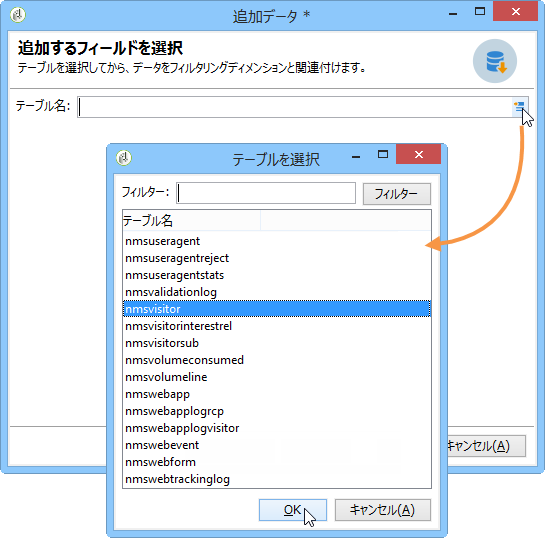 追加データ *
追加するフィールドを選択
テーブルを選択してから、データをフィルタリングディメンションと関連付けます。
テーブル名:
テーブルを選択
フィルター:
フィルター
テーブル名
nmsuseragent
nmsuseragentreject
nmsuseragentstats
nmsvalidationlog
nmsvisitor
nmsvisitorinterestrel
nmsvisitorsub
nmsvolumeconsumed
nmsvolumeline
nmswebapp
nmswebapplogrcp
nmswebapplogvisitor
nmswebevent
nmswebform
nmswebtrackinglog
キャンセル(A)
OK
キャンセル(A)